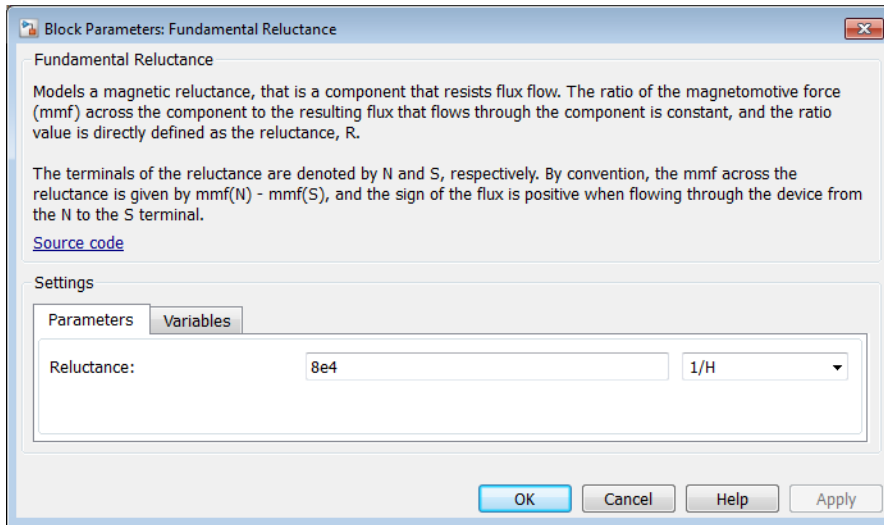 Block Parameters: Fundamental Reluctance
Fundamental Reluctance
Models a magnetic reluctance, that is a component that resists flux flow. The ratio of the magnetomotive force
(mmf) across the component to the resulting flux that flows through the component is constant, and the ratio
value is directly defined as the reluctance, R.
The terminals of the reluctance are denoted by N and S, respectively. By convention, the mmf across the
reluctance is given by mmf(N) - mmf(S), and the sign of the flux is positive when flowing through the device from
the N to the S terminal.
Source code
Settings
Parameters Variables
Reluctance: 8e4 1/H
OK Cancel Help Apply